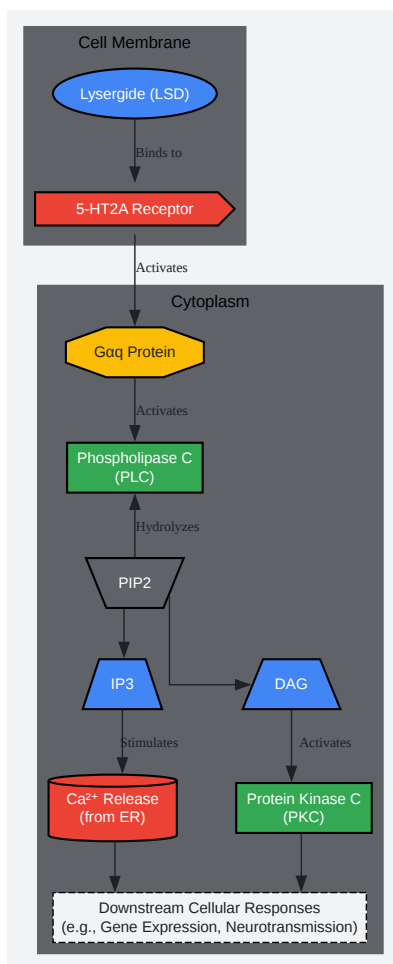 Cell Membrane
Lysergide (LSD)
Binds to
5-HT2A Receptor
Activates
Cytoplasm
Gαq Protein
Activates
Phospholipase C
(PLC)
Hydrolyzes
PIP2
IP3
DAG
Stimulates
Activates
Ca²⁺ Release
(from ER)
Protein Kinase C
(PKC)
Downstream Cellular Responses
(e.g., Gene Expression, Neurotransmission)